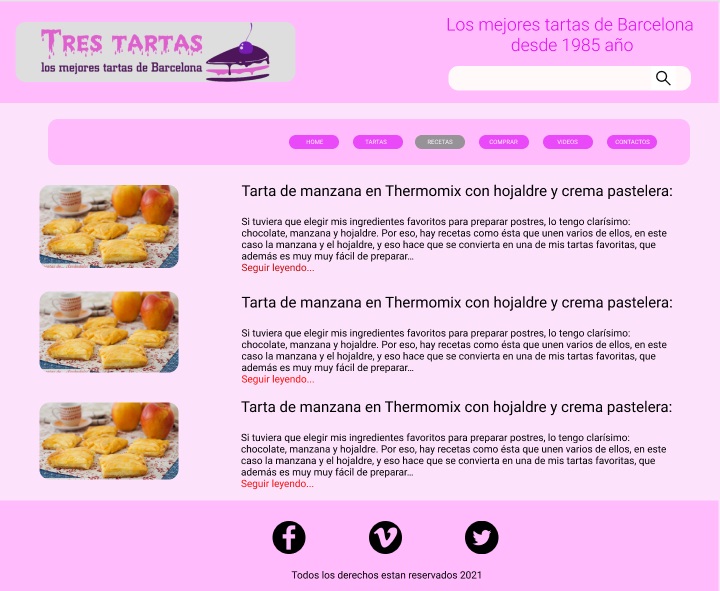 TRES TARTAS
los mejores tartas de Barcelona
Los mejores tartas de Barcelona
desde 1985 año
HOME
TARTAS
RECETAS
COMPRAR
VIDEOS
CONTACTOS
Tarta de manzana en Thermomix con hojaldre y crema pastelera:
Si tuviera que elegir mis ingredientes favoritos para preparar postres, lo tengo clarísimo:
chocolate, manzana y hojaldre. Por eso, hay recetas como ésta que unen varios de ellos, en este
caso la manzana y el hojaldre, y eso hace que se convierta en una de mis tartas favoritas, que
además es muy muy fácil de preparar…
Seguir leyendo...
Tarta de manzana en Thermomix con hojaldre y crema pastelera:
Si tuviera que elegir mis ingredientes favoritos para preparar postres, lo tengo clarísimo:
chocolate, manzana y hojaldre. Por eso, hay recetas como ésta que unen varios de ellos, en este
caso la manzana y el hojaldre, y eso hace que se convierta en una de mis tartas favoritas, que
además es muy muy fácil de preparar…
Seguir leyendo...
Tarta de manzana en Thermomix con hojaldre y crema pastelera:
Si tuviera que elegir mis ingredientes favoritos para preparar postres, lo tengo clarísimo:
chocolate, manzana y hojaldre. Por eso, hay recetas como ésta que unen varios de ellos, en este
caso la manzana y el hojaldre, y eso hace que se convierta en una de mis tartas favoritas, que
además es muy muy fácil de preparar…
Seguir leyendo...
Todos los derechos estan reservados 2021